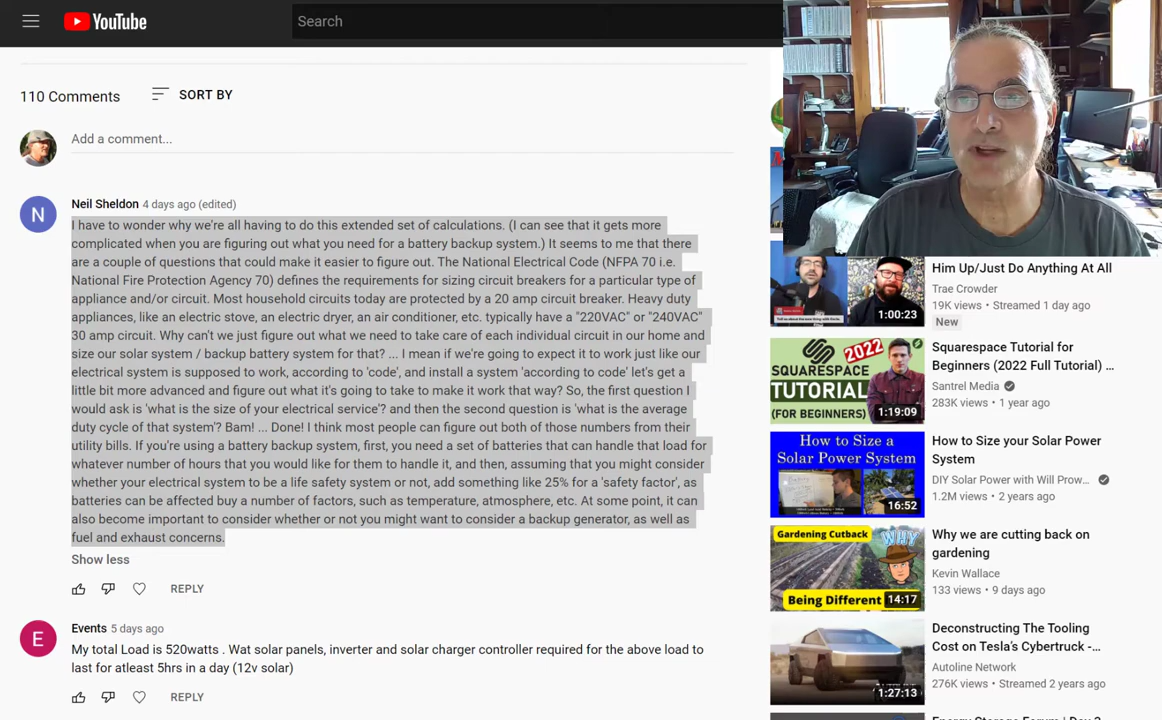 YouTube
Search
110 Comments
SORT BY
Add a comment...
N
Neil Sheldon 4 days ago (edited)
I have to wonder why we're all having to do this extended set of calculations. (I can see that it gets more
complicated when you are figuring out what you need for a battery backup system.) It seems to me that there
are a couple of questions that could make it easier to figure out. The National Electrical Code (NFPA 70 i.e.
National Fire Protection Agency 70) defines the requirements for sizing circuit breakers for a particular type of
appliance and/or circuit. Most household circuits today are protected by a 20 amp circuit breaker. Heavy duty
appliances, like an electric stove, an electric dryer, an air conditioner, etc. typically have a "220VAC" or "240VAC"
30 amp circuit. Why can't we just figure out what we need to take care of each individual circuit in our home and
size our solar system / backup battery system for that? ... I mean if we're going to expect it to work just like our
electrical system is supposed to work, according to 'code', and install a system 'according to code' let's get a
little bit more advanced and figure out what it's going to take to make it work that way? So, the first question I
would ask is 'what is the size of your electrical service'? and then the second question is 'what is the average
duty cycle of that system'? Bam! ... Done! I think most people can figure out both of those numbers from their
utility bills. If you're using a battery backup system, first, you need a set of batteries that can handle that load for
whatever number of hours that you would like for them to handle it, and then, assuming that you might consider
whether your electrical system to be a life safety system or not, add something like 25% for a 'safety factor', as
batteries can be affected buy a number of factors, such as temperature, atmosphere, etc. At some point, it can
also become important to consider whether or not you might want to consider a backup generator, as well as
fuel and exhaust concerns.
Show less
REPLY
E
Events 5 days ago
My total Load is 520watts . Wat solar panels, inverter and solar charger controller required for the above load to
last for atleast 5hrs in a day (12v solar)
REPLY
Him Up/Just Do Anything At All
Trae Crowder
19K views • Streamed 1 day ago
New
1:00:23
2022
SQUARESPACE
TUTORIAL
(FOR BEGINNERS)
1:19:09
Squarespace Tutorial for
Beginners (2022 Full Tutorial) ...
Santrel Media
283K views • 1 year ago
How to Size a
Solar Power System
16:52
How to Size your Solar Power
System
DIY Solar Power with Will Prow...
1.2M views • 2 years ago
Gardening Cutback
WHY
Being Different
14:17
Why we are cutting back on
gardening
Kevin Wallace
133 views • 9 days ago
1:27:13
Deconstructing The Tooling
Cost on Tesla's Cybertruck -...
Autoline Network
276K views • Streamed 2 years ago